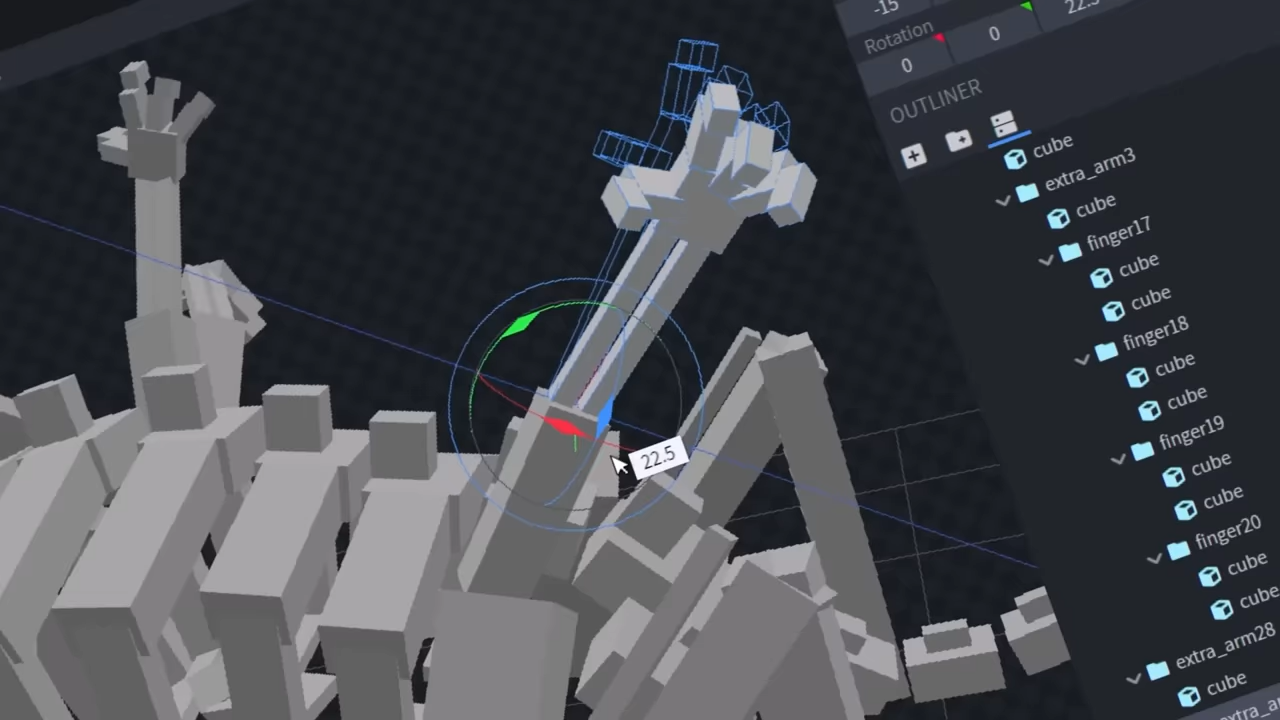 -15
22.5
Rotation
0
0
OUTLINER
cube
extra_arm3
cube
finger17
cube
cube
finger18
cube
cube
finger19
cube
cube
finger20
cube
cube
extra_arm28
cube
22.5